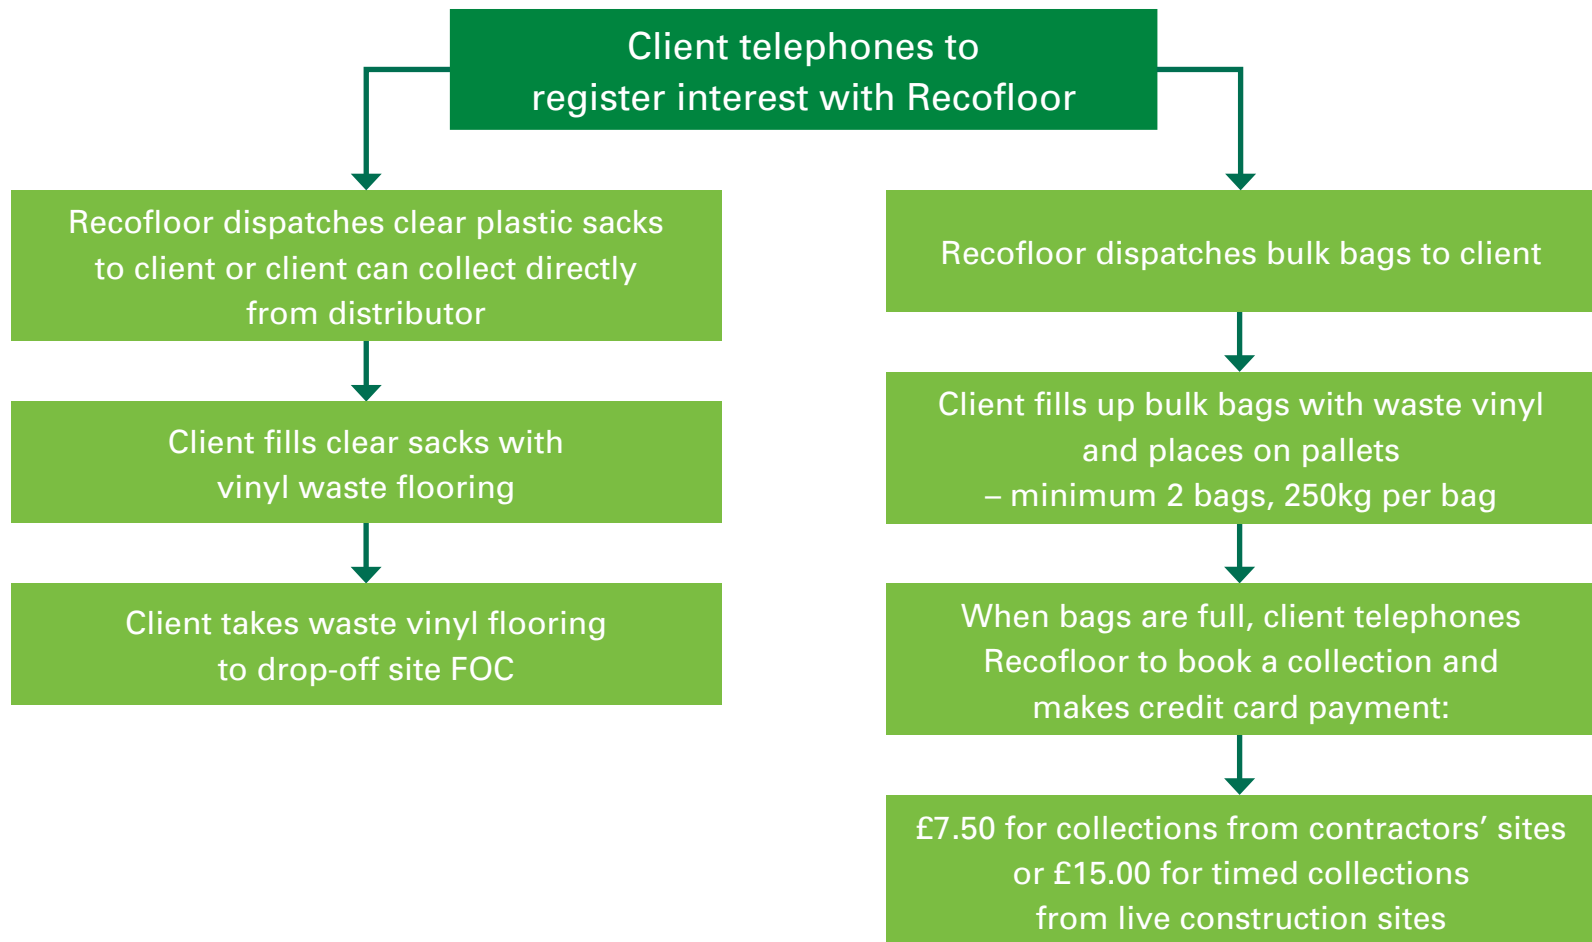 Client telephones to
register interest with Recofloor
Recofloor dispatches clear plastic sacks
to client or client can collect directly
from distributor
Client fills clear sacks with
vinyl waste flooring
Client takes waste vinyl flooring
to drop-off site FOC
Recofloor dispatches bulk bags to client
Client fills up bulk bags with waste vinyl
and places on pallets
– minimum 2 bags, 250kg per bag
When bags are full, client telephones
Recofloor to book a collection and
makes credit card payment:
£7.50 for collections from contractors’ sites
or £15.00 for timed collections
from live construction sites